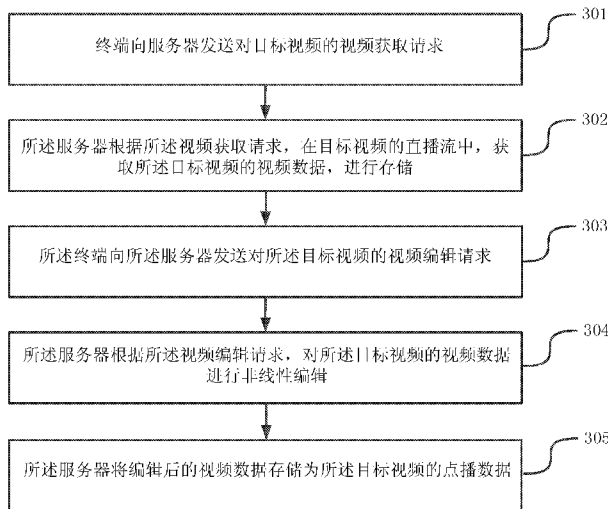 301
终端向服务器发送对目标视频的视频获取请求
302
所述服务器根据所述视频获取请求，在目标视频的直播流中，获
取所述目标视频的视频数据，进行存储
303
所述终端向所述服务器发送对所述目标视频的视频编辑请求
304
所述服务器根据所述视频编辑请求，对所述目标视频的视频数据
进行非线性编辑
305
所述服务器将编辑后的视频数据存储为所述目标视频的点播数据